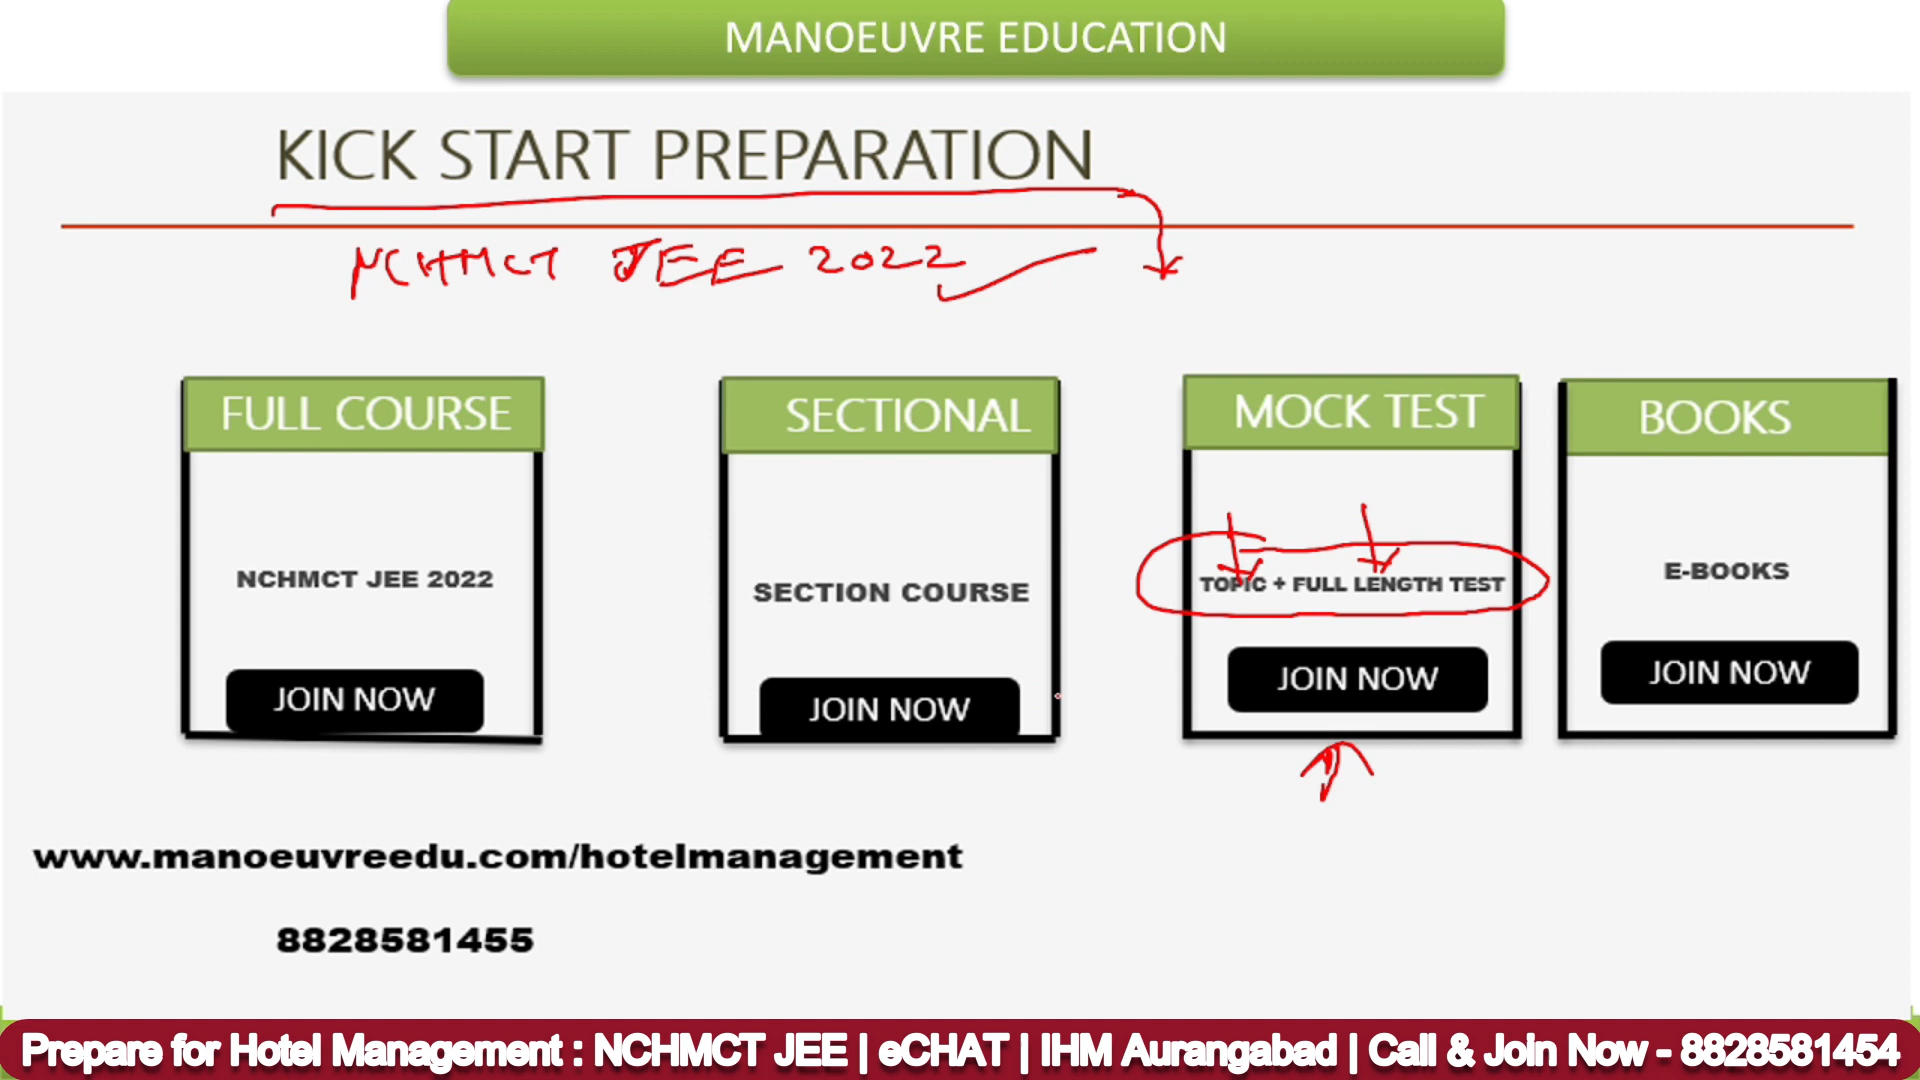 MANOEUVRE EDUCATION
KICK START PREPARATION
NCHMCT JEE 2022
FULL COURSE
NCHMCT JEE 2022
JOIN NOW
SECTIONAL
SECTION COURSE
JOIN NOW
MOCK TEST
TOPIC + FULL LENGTH TEST
JOIN NOW
BOOKS
E-BOOKS
JOIN NOW
www.manoeuvreedu.com/hotelmanagement
8828581455
Prepare for Hotel Management : NCHMCT JEE | eCHAT | IHM Aurangabad | Call & Join Now - 8828581454